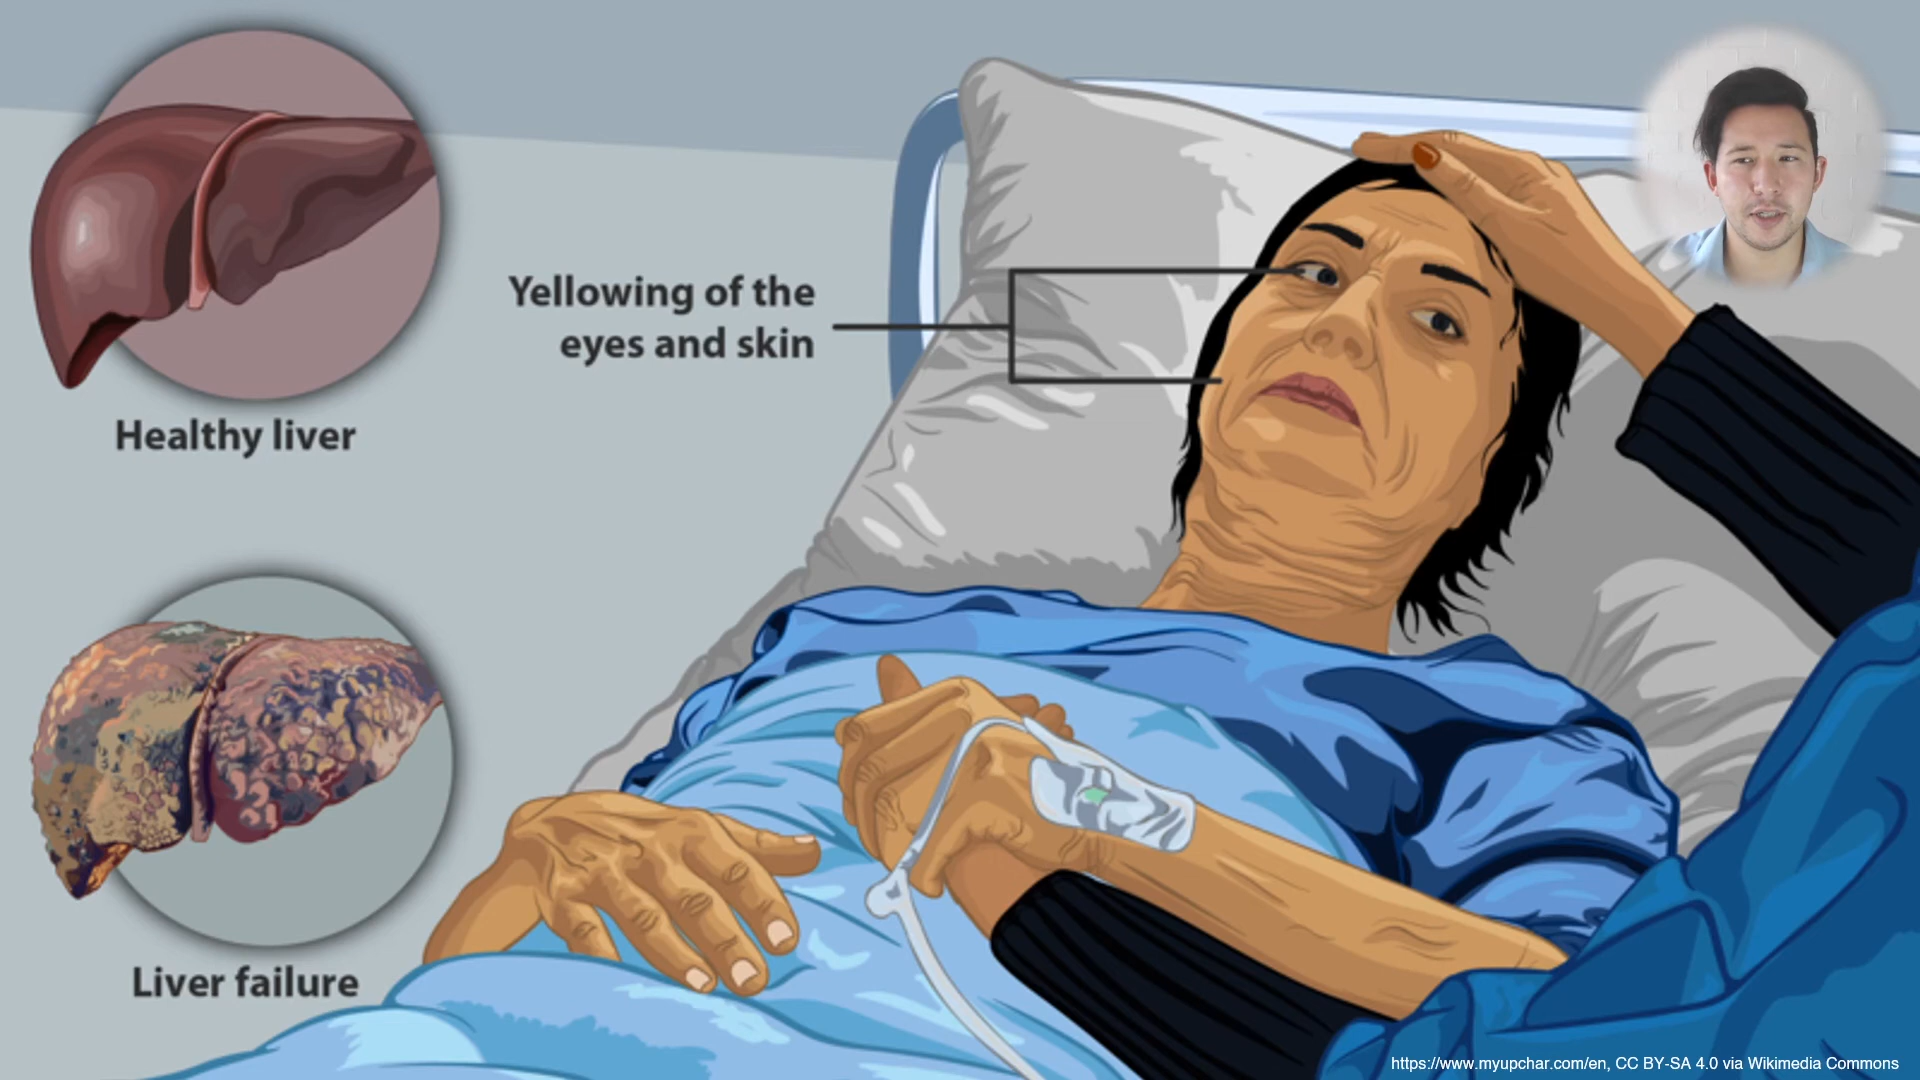 Yellowing of the
eyes and skin
Healthy liver
Liver failure
https://www.myupchar.com/en, CC BY-SA 4.0 via Wikimedia Commons